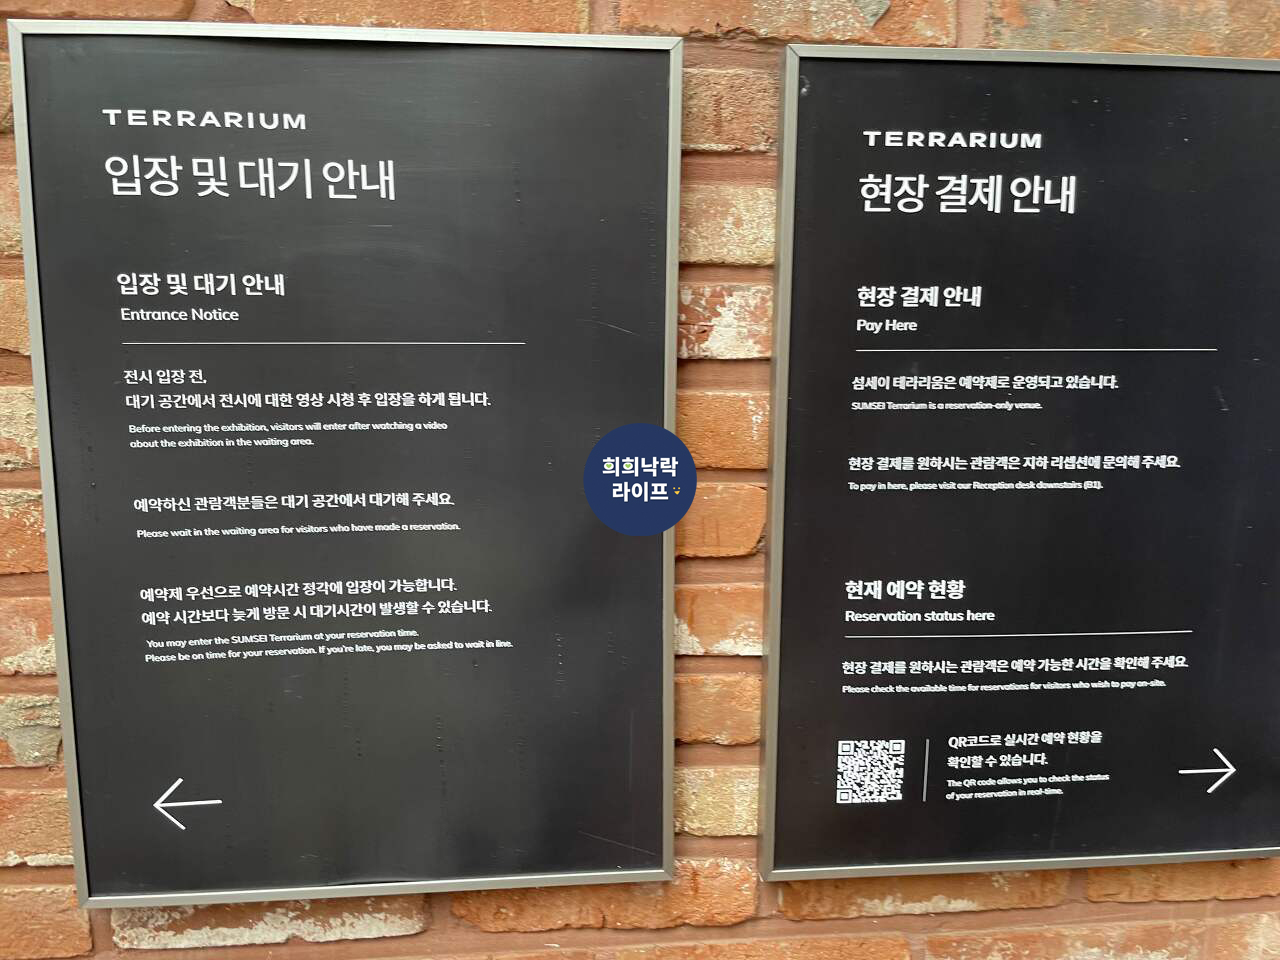 TERRARIUM
입장 및 대기 안내
입장 및 대기 안내
Entrance Notice
전시 입장 전,
대기 공간에서 전시에 대한 영상 시청 후 입장을 하게 됩니다.
Before entering the exhibition, visitors will enter after watching a video
about the exhibition in the waiting area.
예약하신 관람객분들은 대기 공간에서 대기해 주세요.
Please wait in the waiting area for visitors who have made a reservation.
예약제 우선으로 예약시간 정각에 입장이 가능합니다.
예약 시간보다 늦게 방문 시 대기시간이 발생할 수 있습니다.
You may enter the SUMSEI Terrarium at your reservation time.
Please be on time for your reservation. If you're late, you may be asked to wait in line.
희희낙락
라이프
TERRARIUM
현장 결제 안내
현장 결제 안내
Pay Here
섬세이 테라리움은 예약제로 운영되고 있습니다.
SUMSEI Terrarium is a reservation-only venue.
현장 결제를 원하시는 관람객은 지하 리셉션에 문의해 주세요.
To pay in here, please visit our Reception desk downstairs (B1).
현재 예약 현황
Reservation status here
현장 결제를 원하시는 관람객은 예약 가능한 시간을 확인해 주세요.
Please check the available time for reservations for visitors who wish to pay on-site.
QR코드로 실시간 예약 현황을
확인할 수 있습니다.
The QR code allows you to check the status
of your reservation in real-time.